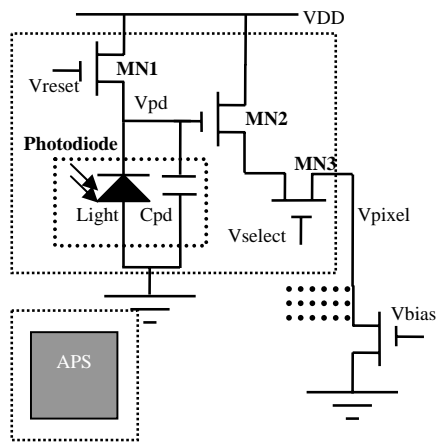 VDD
MN1
Vreset
Vpd
MN2
Photodiode
MN3
Light
Cpd
Vselect
Vpixel
Vbias
APS